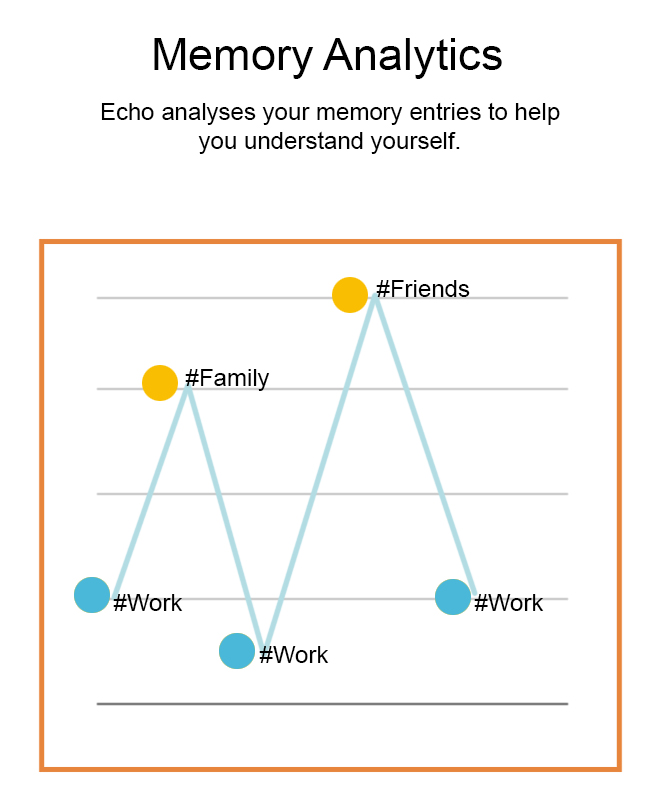 Memory Analytics
Echo analyses your memory entries to help
you understand yourself.
#Friends
#Family
#Work
#Work
#Work